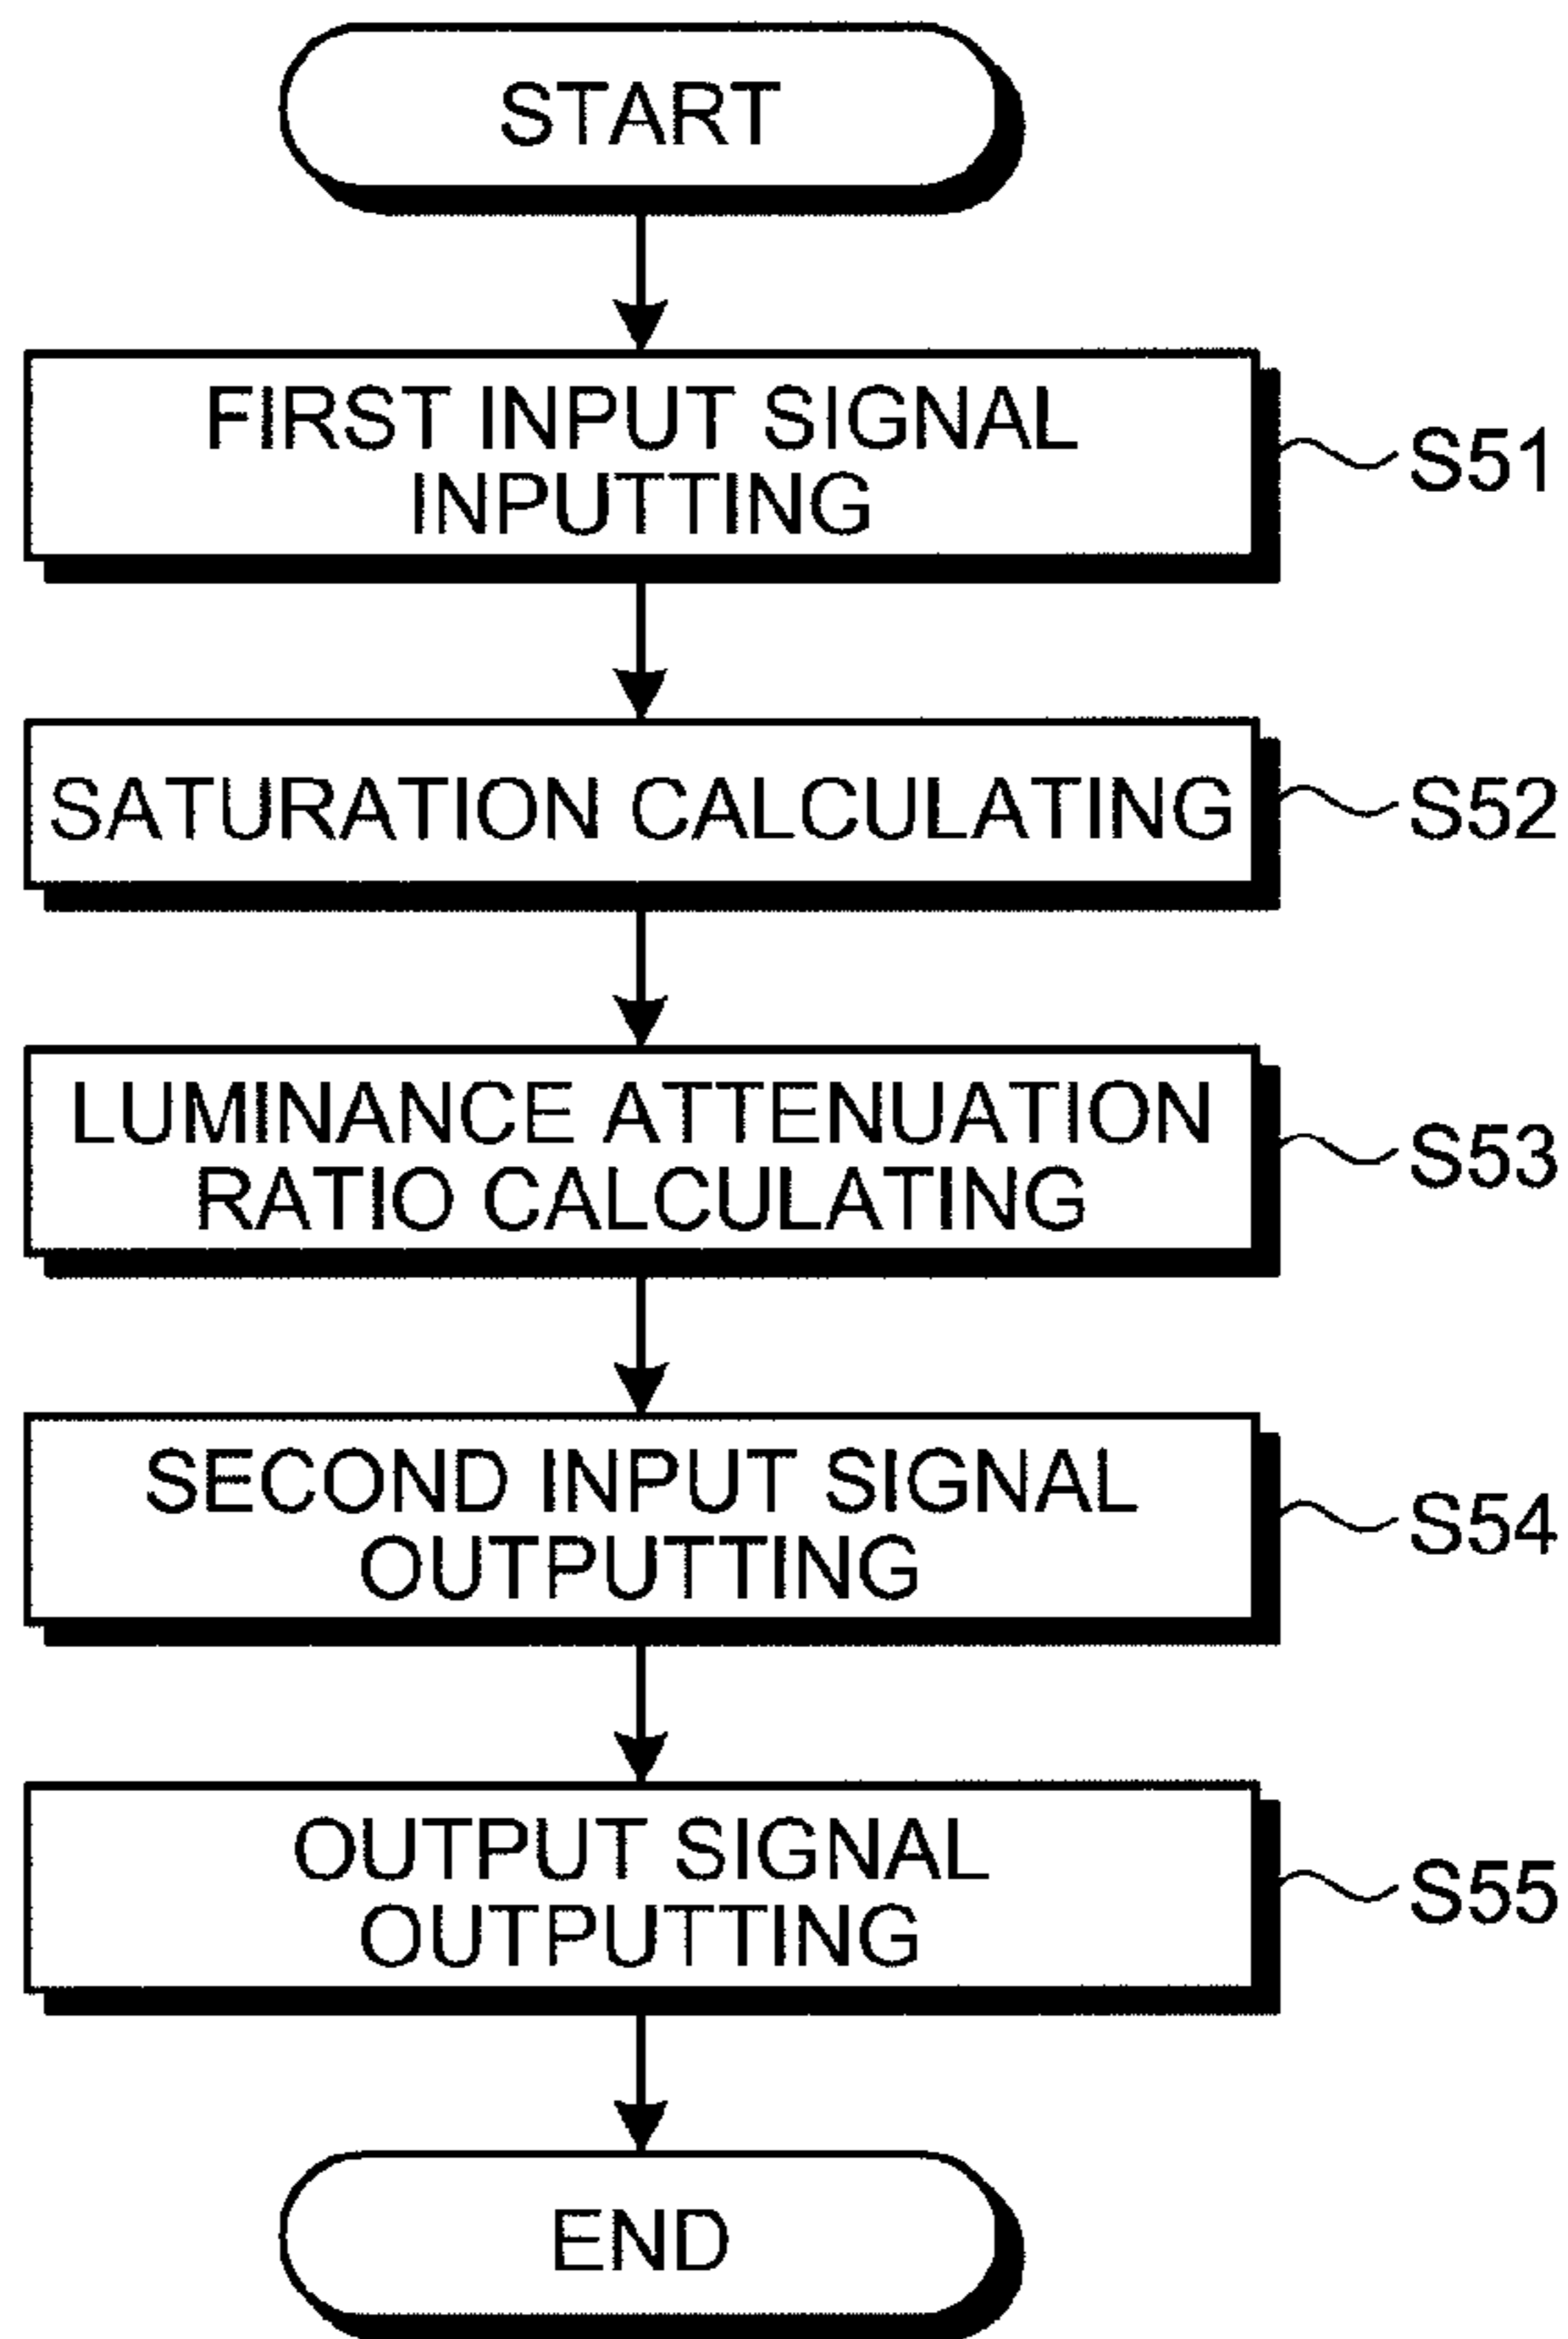 START
FIRST INPUT SIGNAL
INPUTTING
S51
SATURATION CALCULATING
S52
LUMINANCE ATTENUATION
RATIO CALCULATING
S53
SECOND INPUT SIGNAL
OUTPUTTING
S54
OUTPUT SIGNAL
OUTPUTTING
S55
END